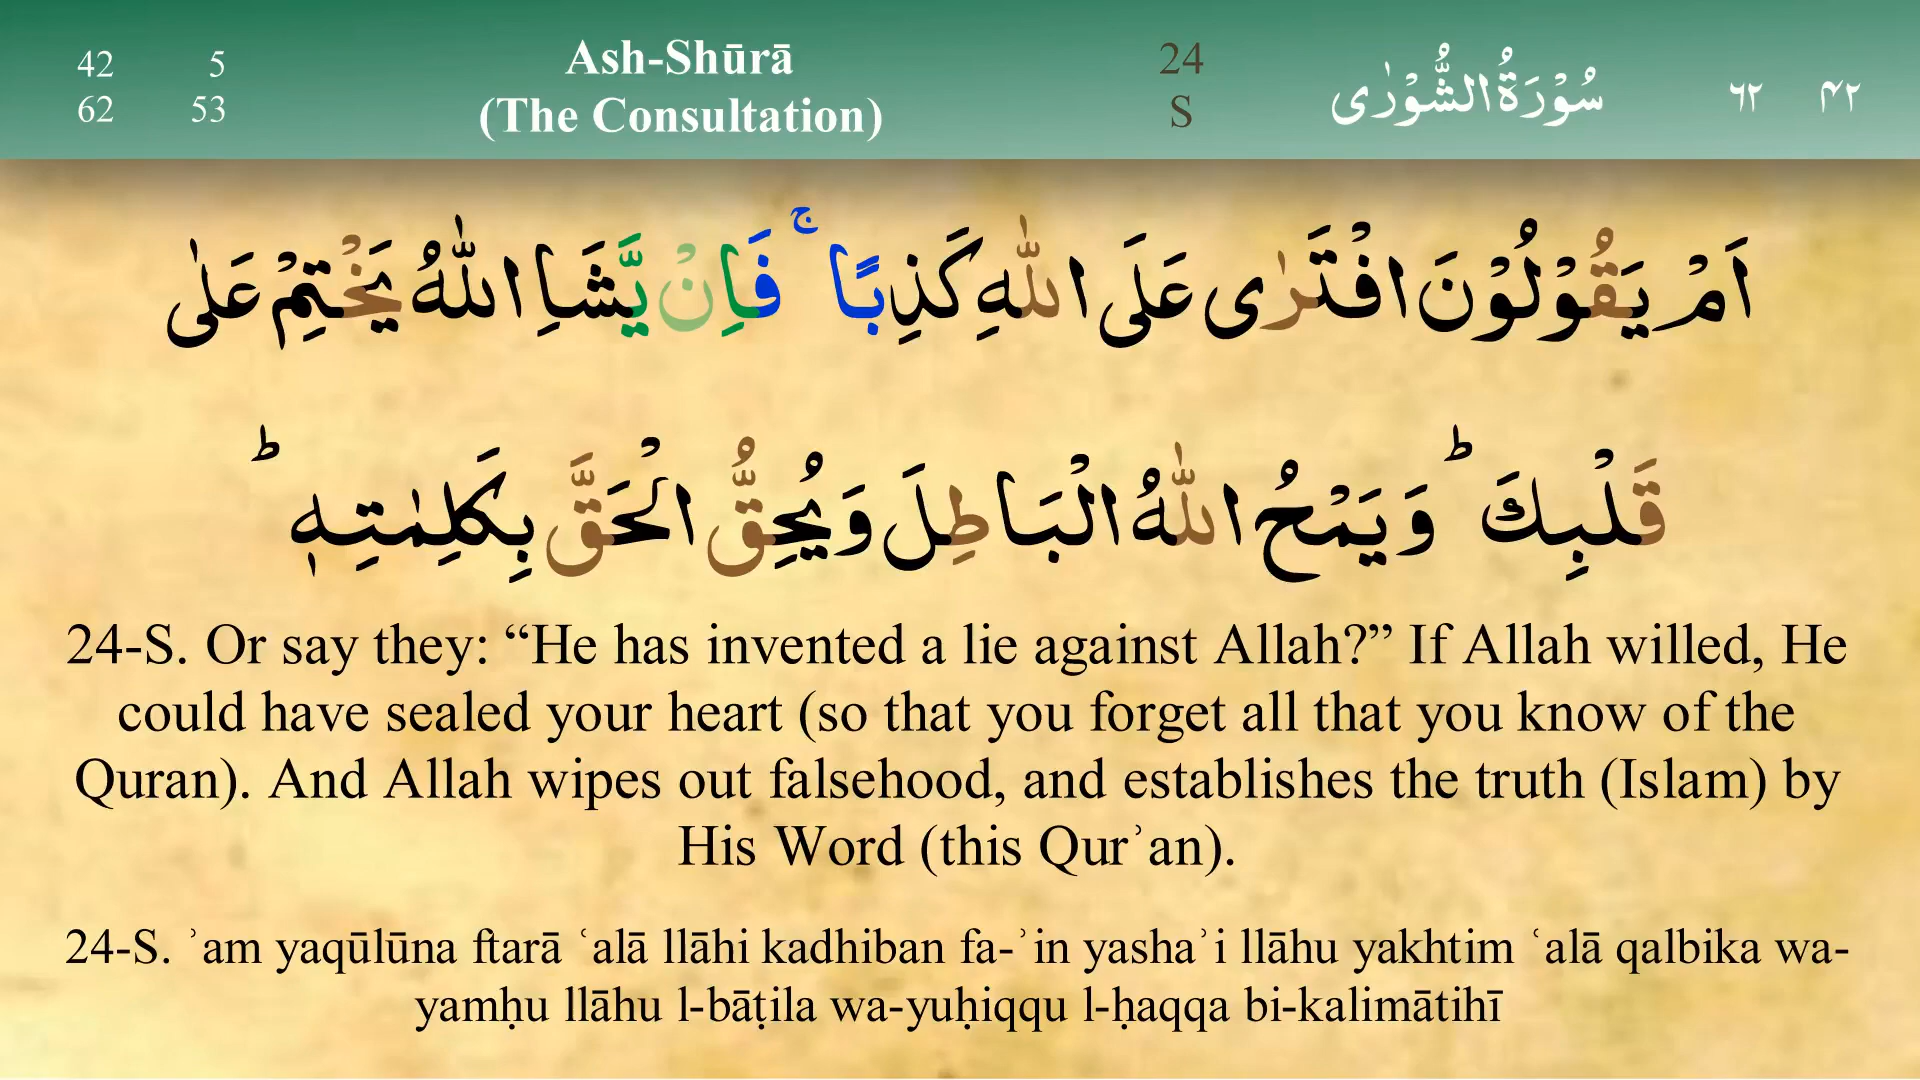 42 5
62 53
Ash-Shūrā
(The Consultation)
24
S
سُوْرَةُ الشُّوْرٰى
٦٢ ۴۲
اَمْ يَقُوْلُوْنَ افْتَرٰى عَلَى اللّٰهِ كَذِبًا ۚ فَاِنْ يَّشَاِ اللّٰهُ يَخْتِمْ عَلٰى
قَلْبِكَ ؕ وَيَمْحُ اللّٰهُ الْبَاطِلَ وَيُحِقُّ الْحَقَّ بِكَلِمٰتِهٖ ؕ
24-S. Or say they: “He has invented a lie against Allah?” If Allah willed, He
could have sealed your heart (so that you forget all that you know of the
Quran). And Allah wipes out falsehood, and establishes the truth (Islam) by
His Word (this Qurʾan).
24-S. ʾam yaqūlūna ftarā ʿalā llāhi kadhiban fa-ʾin yashaʾi llāhu yakhtim ʿalā qalbika wa-
yamḥu llāhu l-bāṭila wa-yuḥiqqu l-ḥaqqa bi-kalimātihī